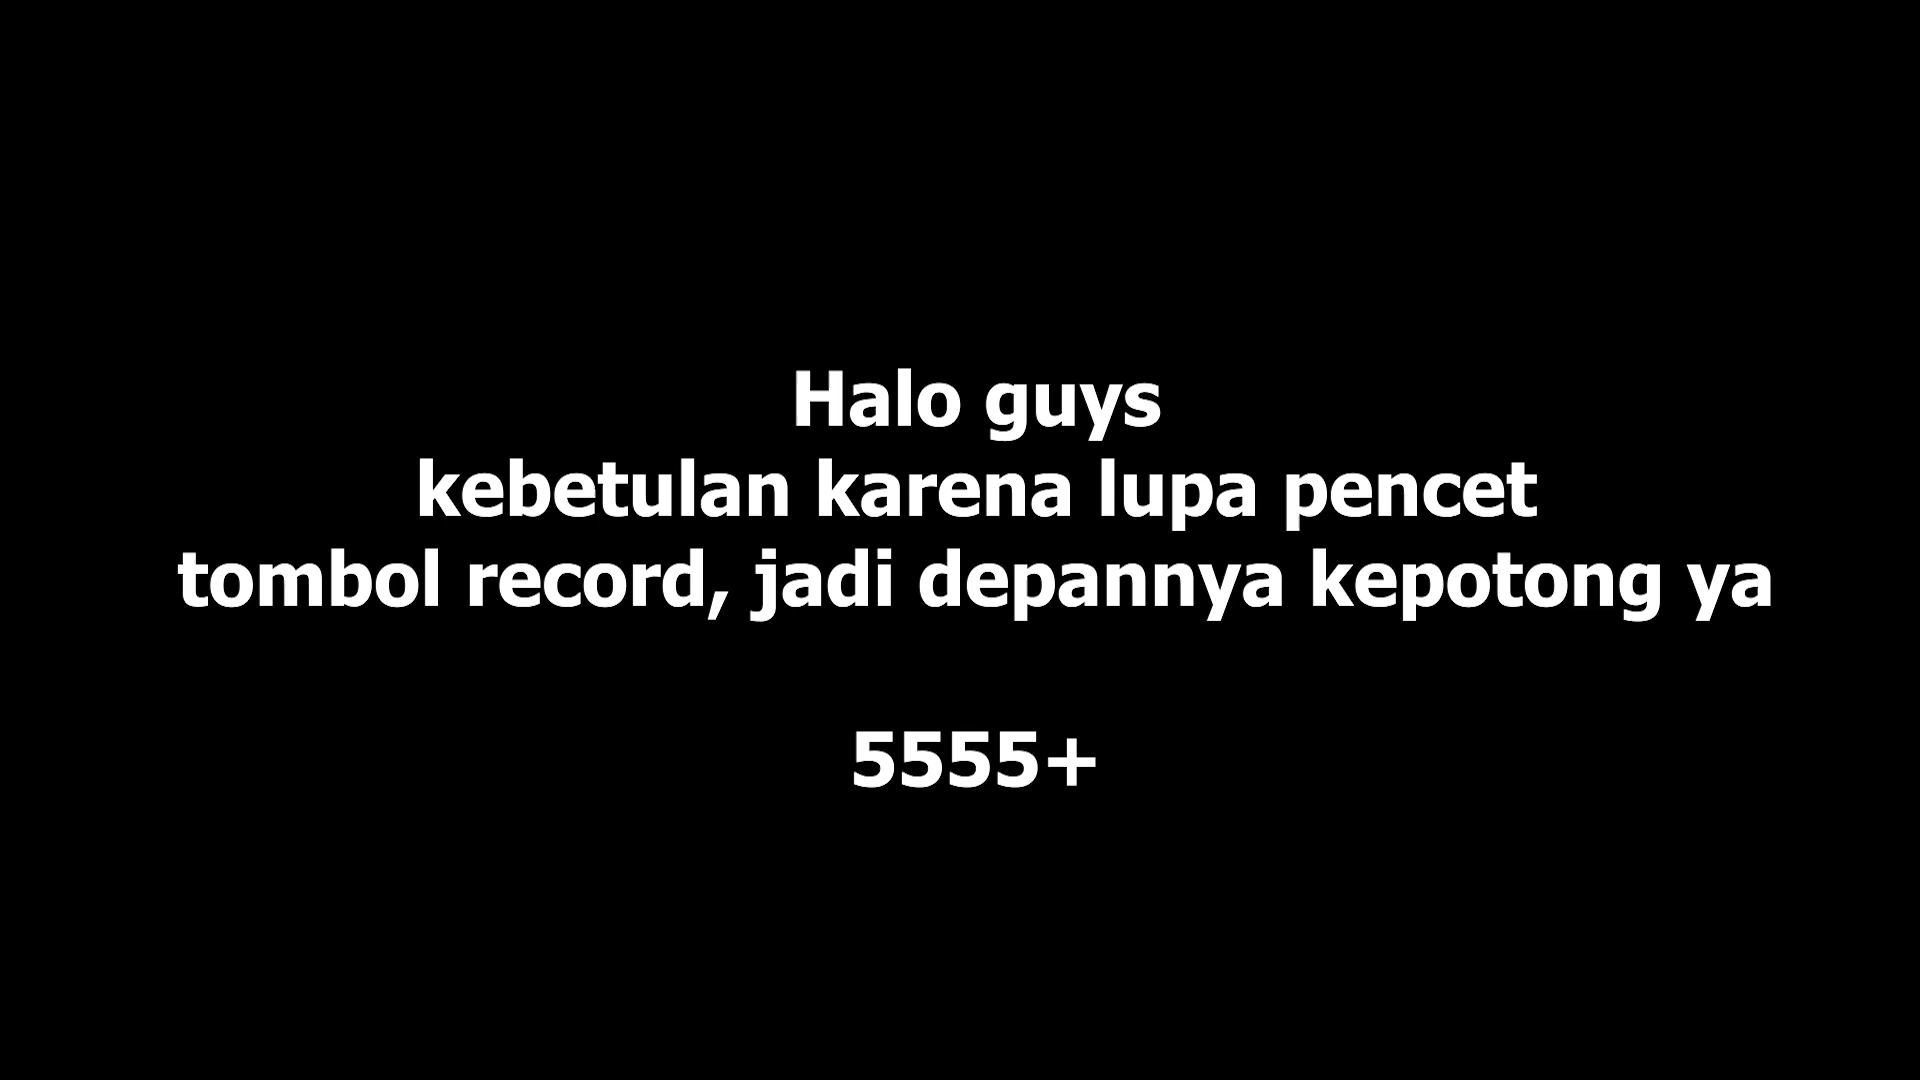 Halo guys
kebetulan karena lupa pencet
tombol record, jadi depannya kepotong ya
5555+